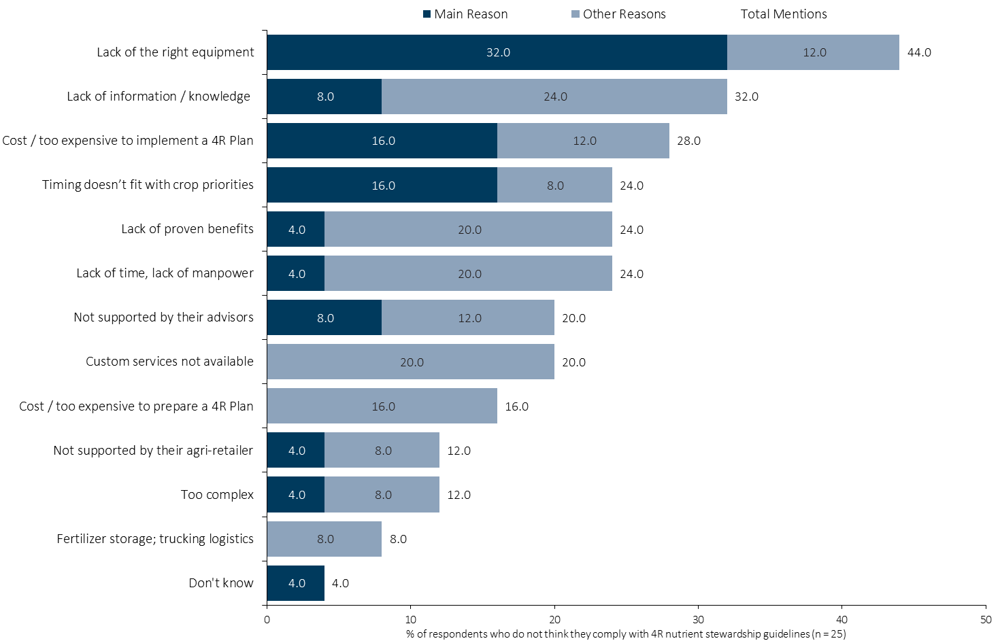 Main Reason Other Reasons Total Mentions
Lack of the right equipment 32.0 12.0 44.0
Lack of information / knowledge 8.0 24.0 32.0
Cost / too expensive to implement a 4R Plan 16.0 12.0 28.0
Timing doesn’t fit with crop priorities 16.0 8.0 24.0
Lack of proven benefits 4.0 20.0 24.0
Lack of time, lack of manpower 4.0 20.0 24.0
Not supported by their advisors 8.0 12.0 20.0
Custom services not available 20.0 20.0
Cost / too expensive to prepare a 4R Plan 16.0 16.0
Not supported by their agri-retailer 4.0 8.0 12.0
Too complex 4.0 8.0 12.0
Fertilizer storage; trucking logistics 8.0 8.0
Don't know 4.0 4.0
0 10 20 30 40 50
% of respondents who do not think they comply with 4R nutrient stewardship guidelines (n = 25)